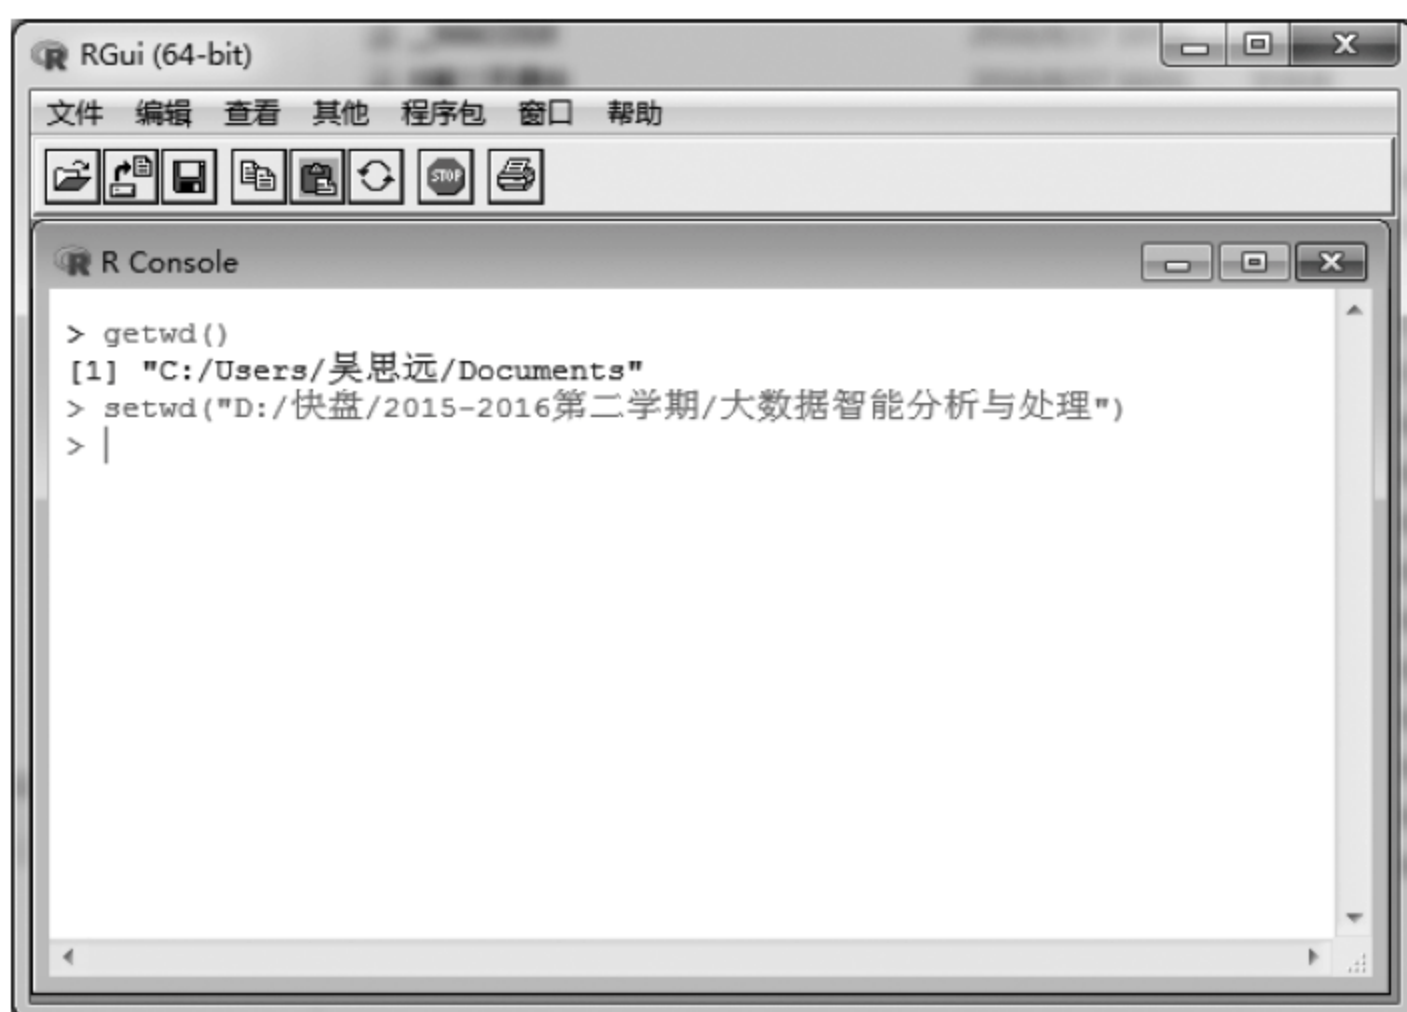 RGui (64-bit)
文件 编辑 查看 其他 程序包 窗口 帮助
STOP
R Console
> getwd()
[1] "C:/Users/吴思远/Documents"
> setwd("D:/快盘/2015-2016第二学期/大数据智能分析与处理")
>